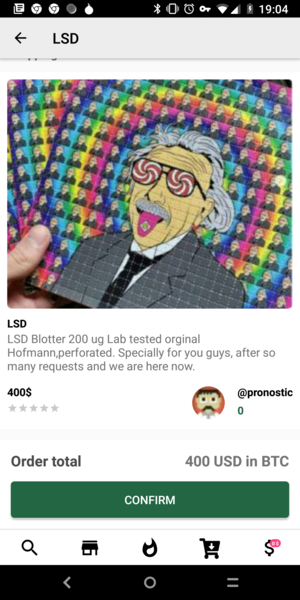 19:04
LSD
LSD
LSD Blotter 200 ug Lab tested orginal
Hofmann,perforated. Specially for you guys, after so
many requests and we are here now.
400$
@pronostic
0
Order total
400 USD in BTC
CONFIRM